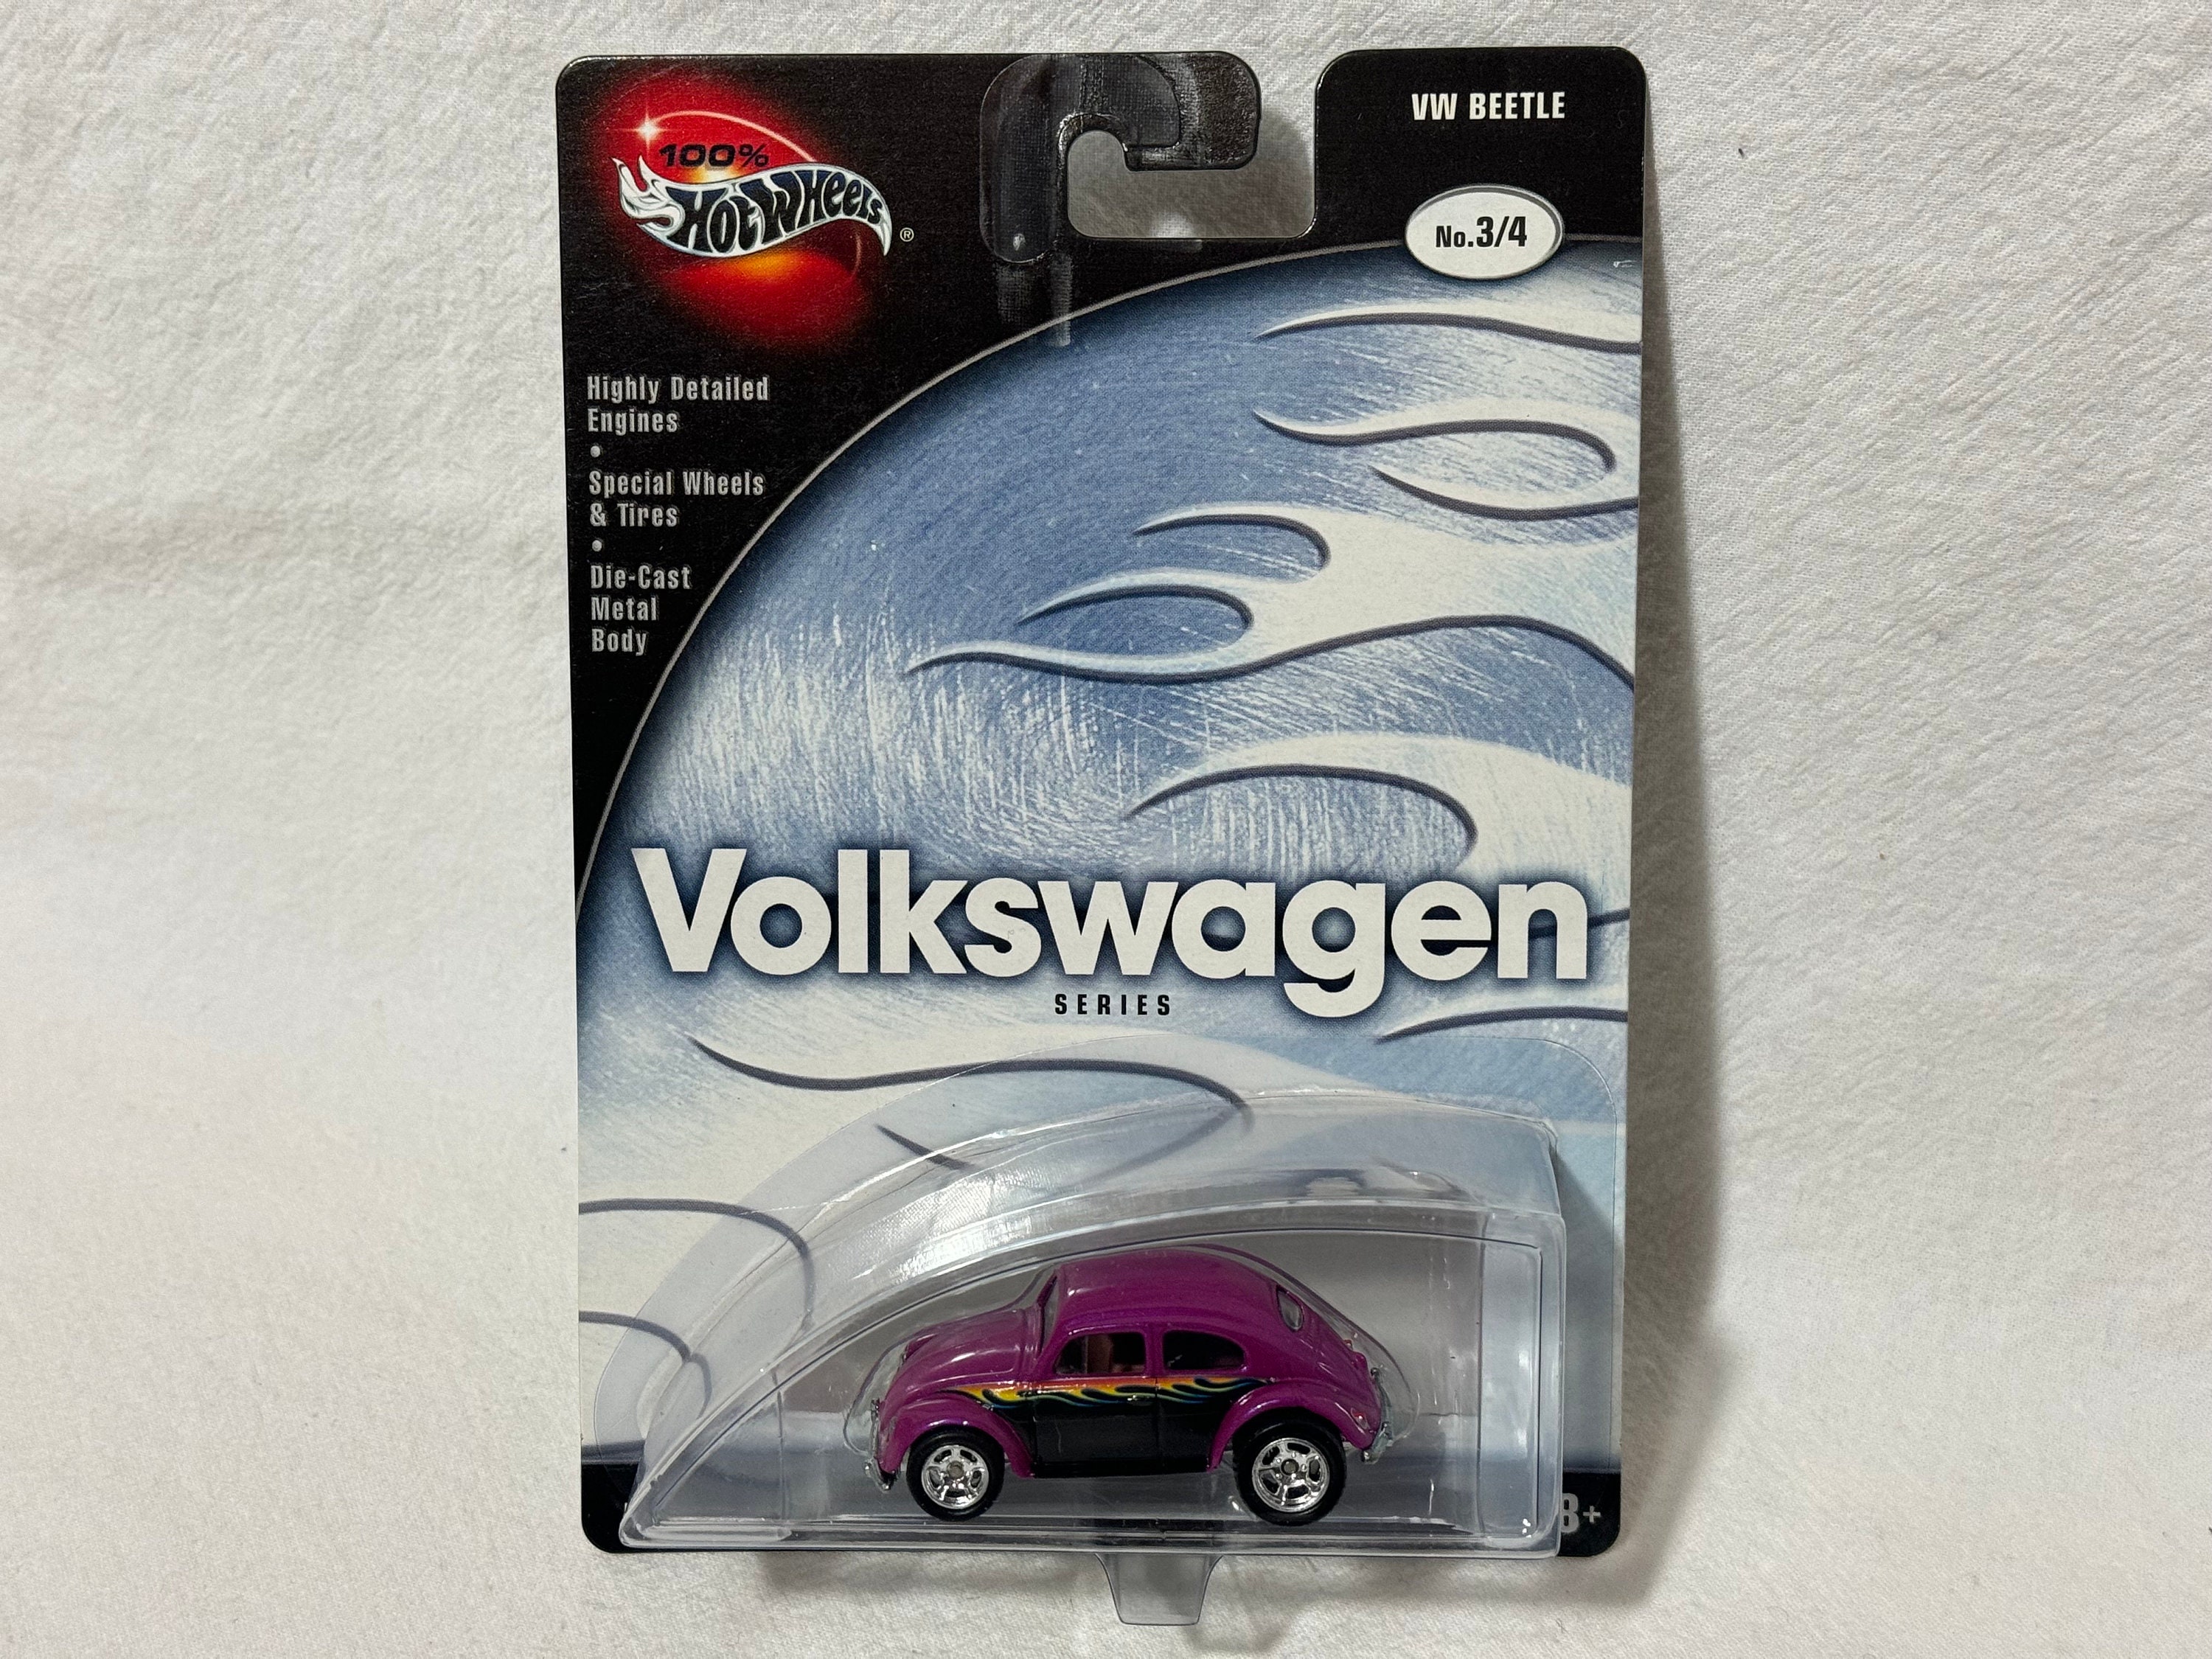 100%
Hot Wheels®
VW BEETLE
No.3/4
Highly Detailed
Engines
•
Special Wheels
& Tires
•
Die-Cast
Metal
Body
Volkswagen
SERIES
8+